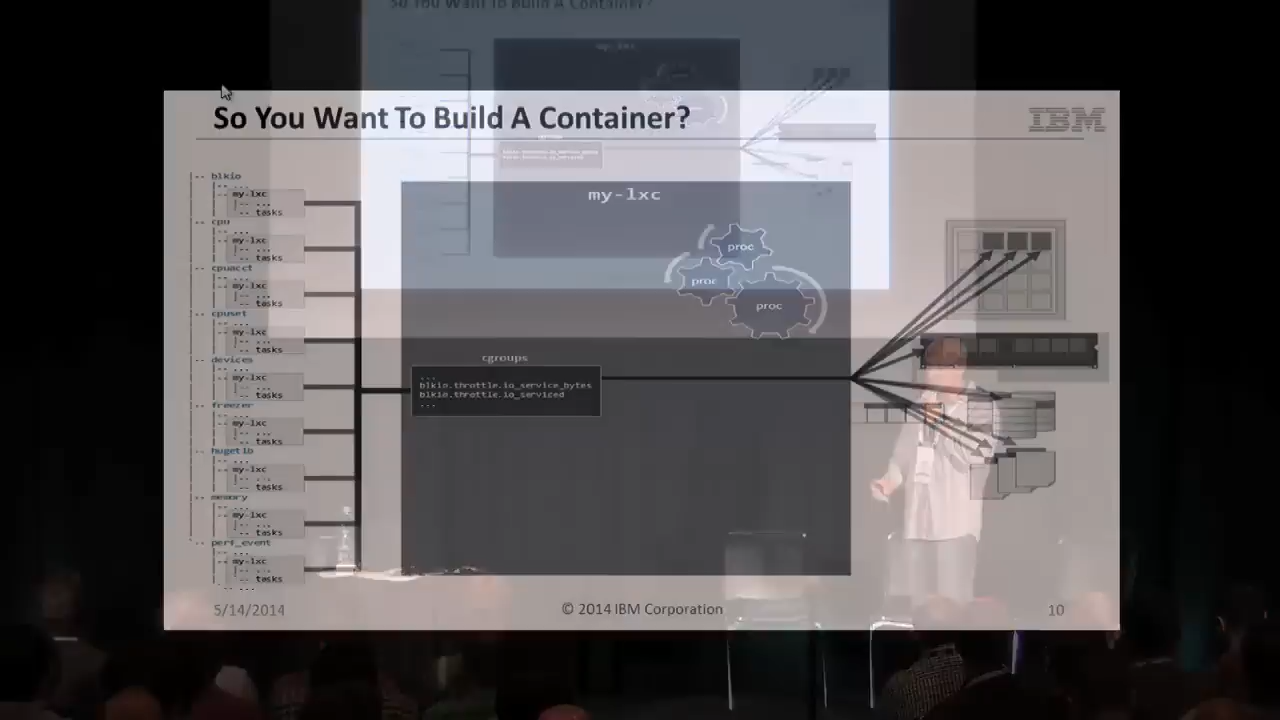 So You Want To Build A Container?
IBM
my-lxc
-- blkio
-- ...
my-lxc
-- ...
-- tasks
-- cpu
-- ...
my-lxc
-- ...
-- tasks
-- cpuacct
-- ...
my-lxc
-- ...
-- tasks
-- cpuset
-- ...
my-lxc
-- ...
-- tasks
-- devices
-- ...
my-lxc
-- ...
-- tasks
-- freezer
-- ...
my-lxc
-- ...
-- tasks
-- hugetlb
-- ...
my-lxc
-- ...
-- tasks
-- memory
-- ...
my-lxc
-- ...
-- tasks
-- perf_event
-- ...
my-lxc
-- ...
-- tasks
proc
proc
proc
cgroups
...
blkio.throttle.io_service_bytes
blkio.throttle.io_serviced
...
5/14/2014
© 2014 IBM Corporation
10